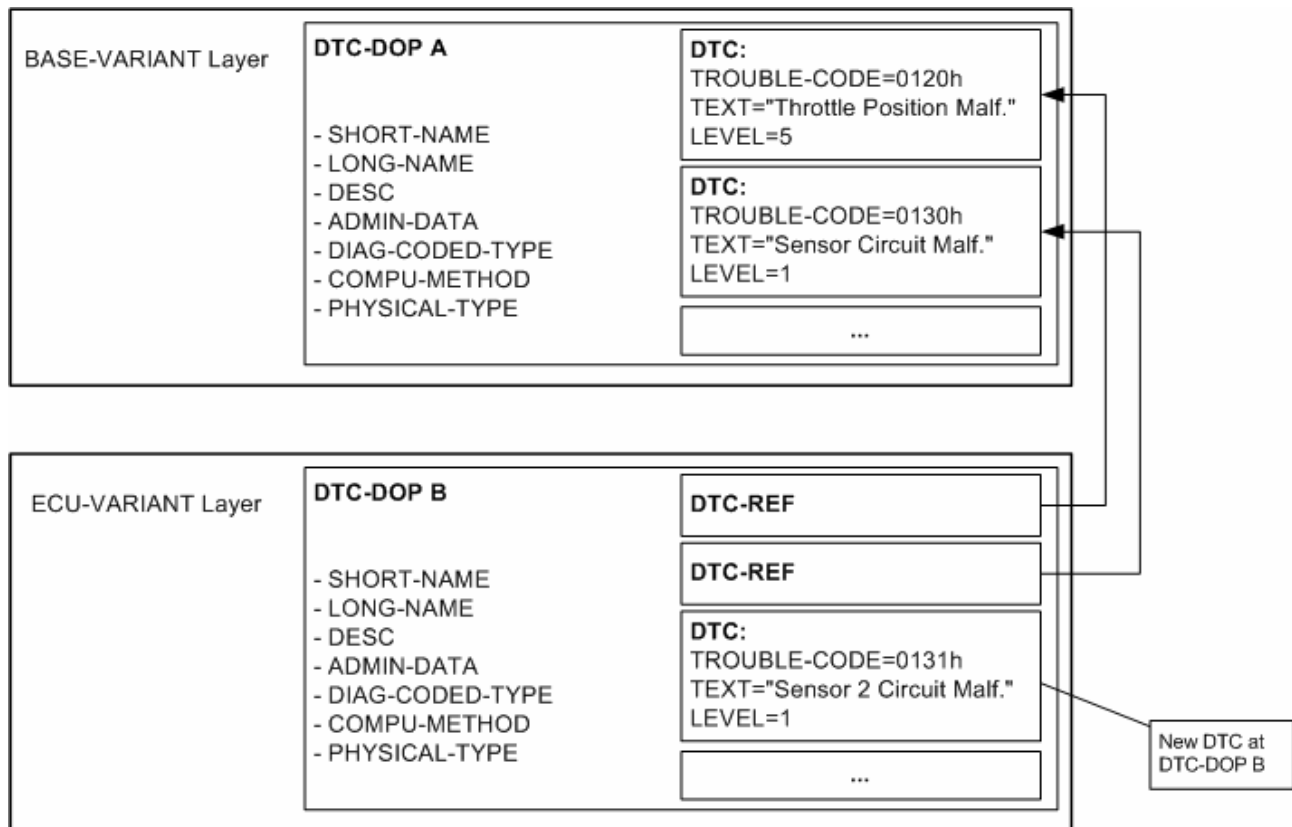 BASE-VARIANT Layer
DTC-DOP A
- SHORT-NAME
- LONG-NAME
- DESC
- ADMIN-DATA
- DIAG-CODED-TYPE
- COMPU-METHOD
- PHYSICAL-TYPE
DTC:
TROUBLE-CODE=0120h
TEXT="Throttle Position Malf."
LEVEL=5
DTC:
TROUBLE-CODE=0130h
TEXT="Sensor Circuit Malf."
LEVEL=1
...
ECU-VARIANT Layer
DTC-DOP B
- SHORT-NAME
- LONG-NAME
- DESC
- ADMIN-DATA
- DIAG-CODED-TYPE
- COMPU-METHOD
- PHYSICAL-TYPE
DTC-REF
DTC-REF
DTC:
TROUBLE-CODE=0131h
TEXT="Sensor 2 Circuit Malf."
LEVEL=1
...
New DTC at
DTC-DOP B